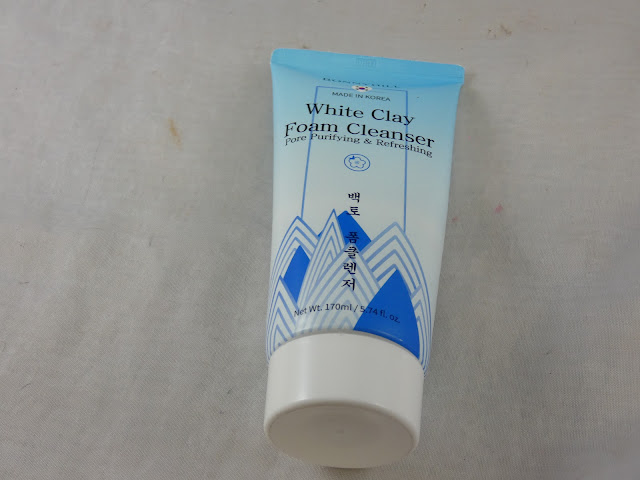 MADE IN KOREA
White Clay
Foam Cleanser
Pore Purifying & Refreshing
백토 폼클렌저
Net Wt. 170ml / 5.74 fl. oz.